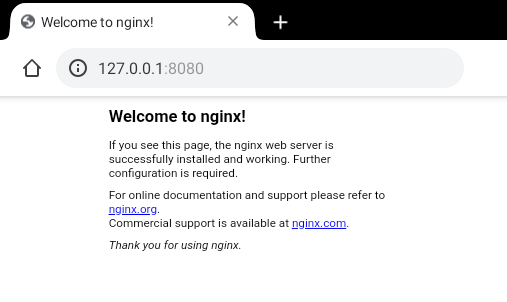 Welcome to nginx!
127.0.0.1:8080
Welcome to nginx!
If you see this page, the nginx web server is
successfully installed and working. Further
configuration is required.
For online documentation and support please refer to
nginx.org.
Commercial support is available at nginx.com.
Thank you for using nginx.